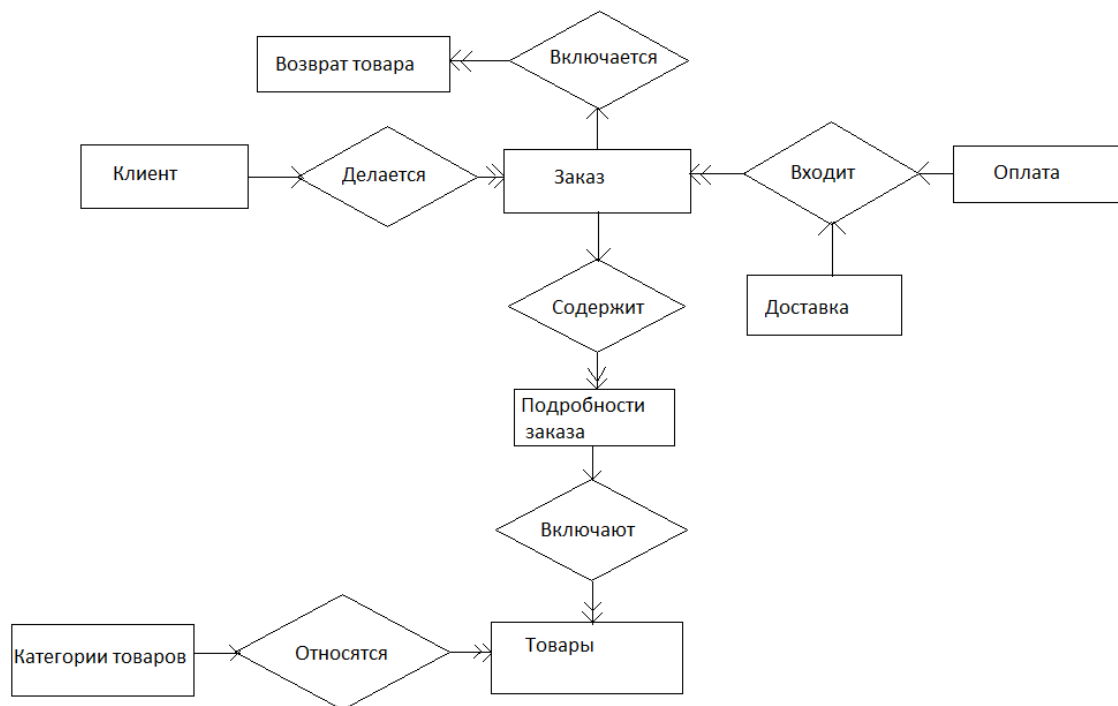 Включается
Возврат товара
Клиент
Делается
Заказ
Входит
Оплата
Содержит
Доставка
Подробности
заказа
Включают
Товары
Категории товаров
Относятся